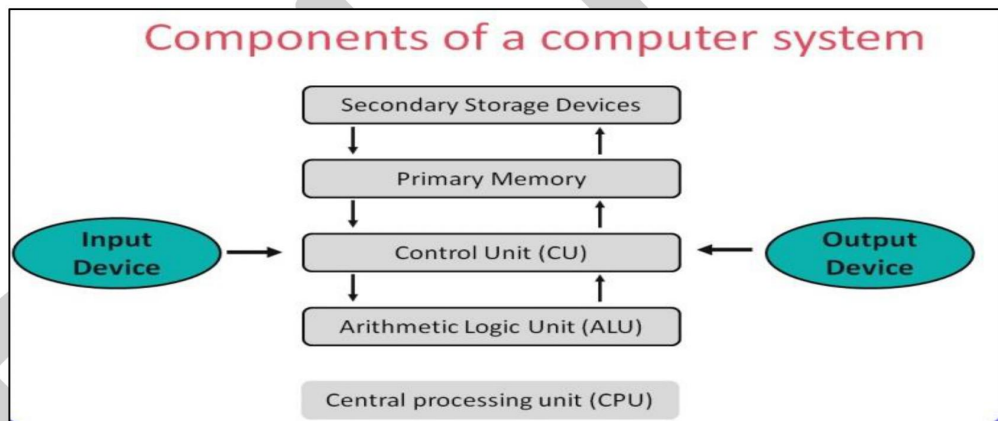 Components of a computer system
Secondary Storage Devices
Primary Memory
Input
Device
Control Unit (CU)
Output
Device
Arithmetic Logic Unit (ALU)
Central processing unit (CPU)